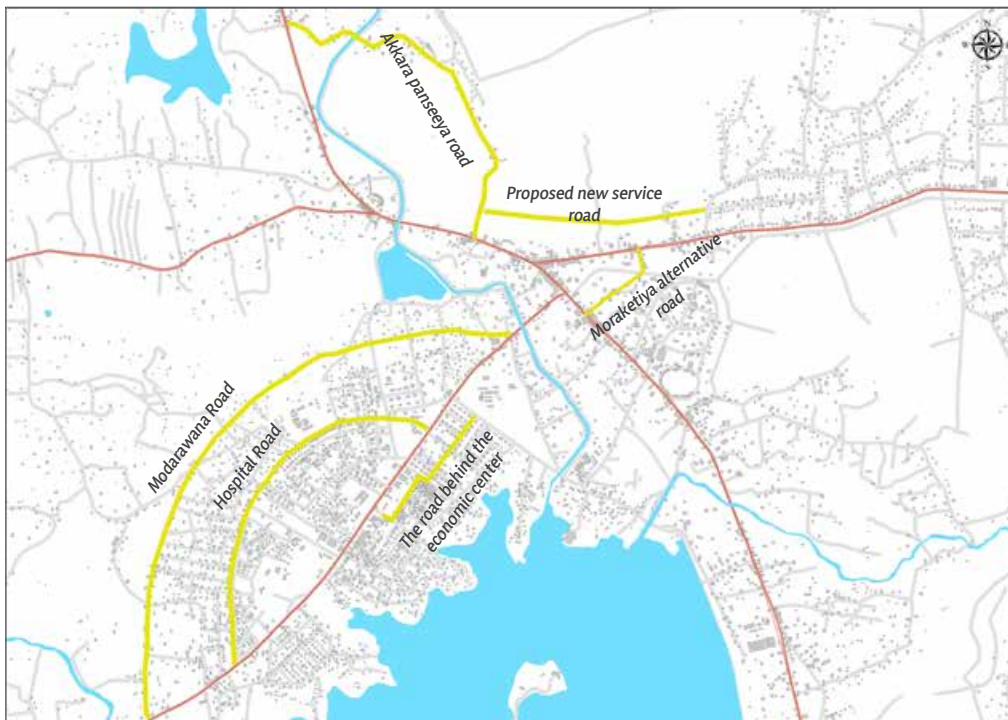 Akkara panseeya road
Proposed new service
road
Moraketiya alternative
road
Modarawana Road
Hospital Road
The road behind the
economic center